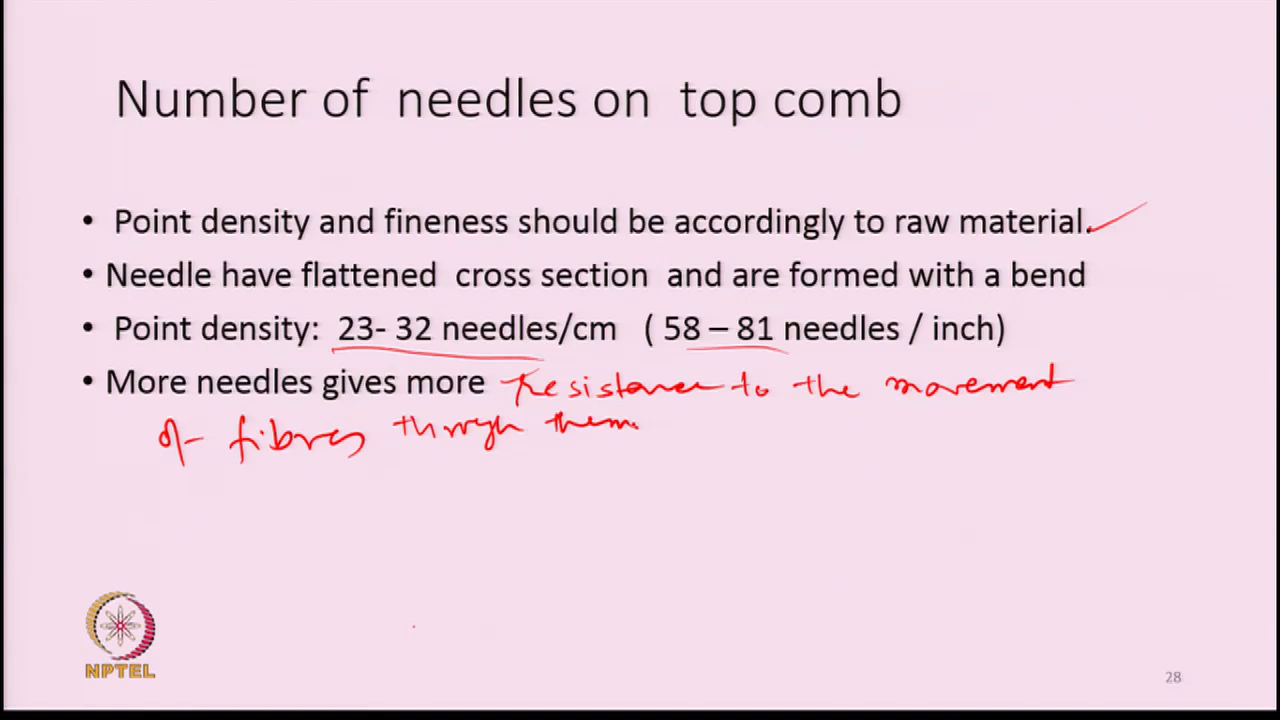 Number of needles on top comb
• Point density and fineness should be accordingly to raw material.
• Needle have flattened cross section and are formed with a bend
• Point density: 23- 32 needles/cm ( 58 – 81 needles / inch)
• More needles gives more resistance to the movement
of fibres through them.
NPTEL
28